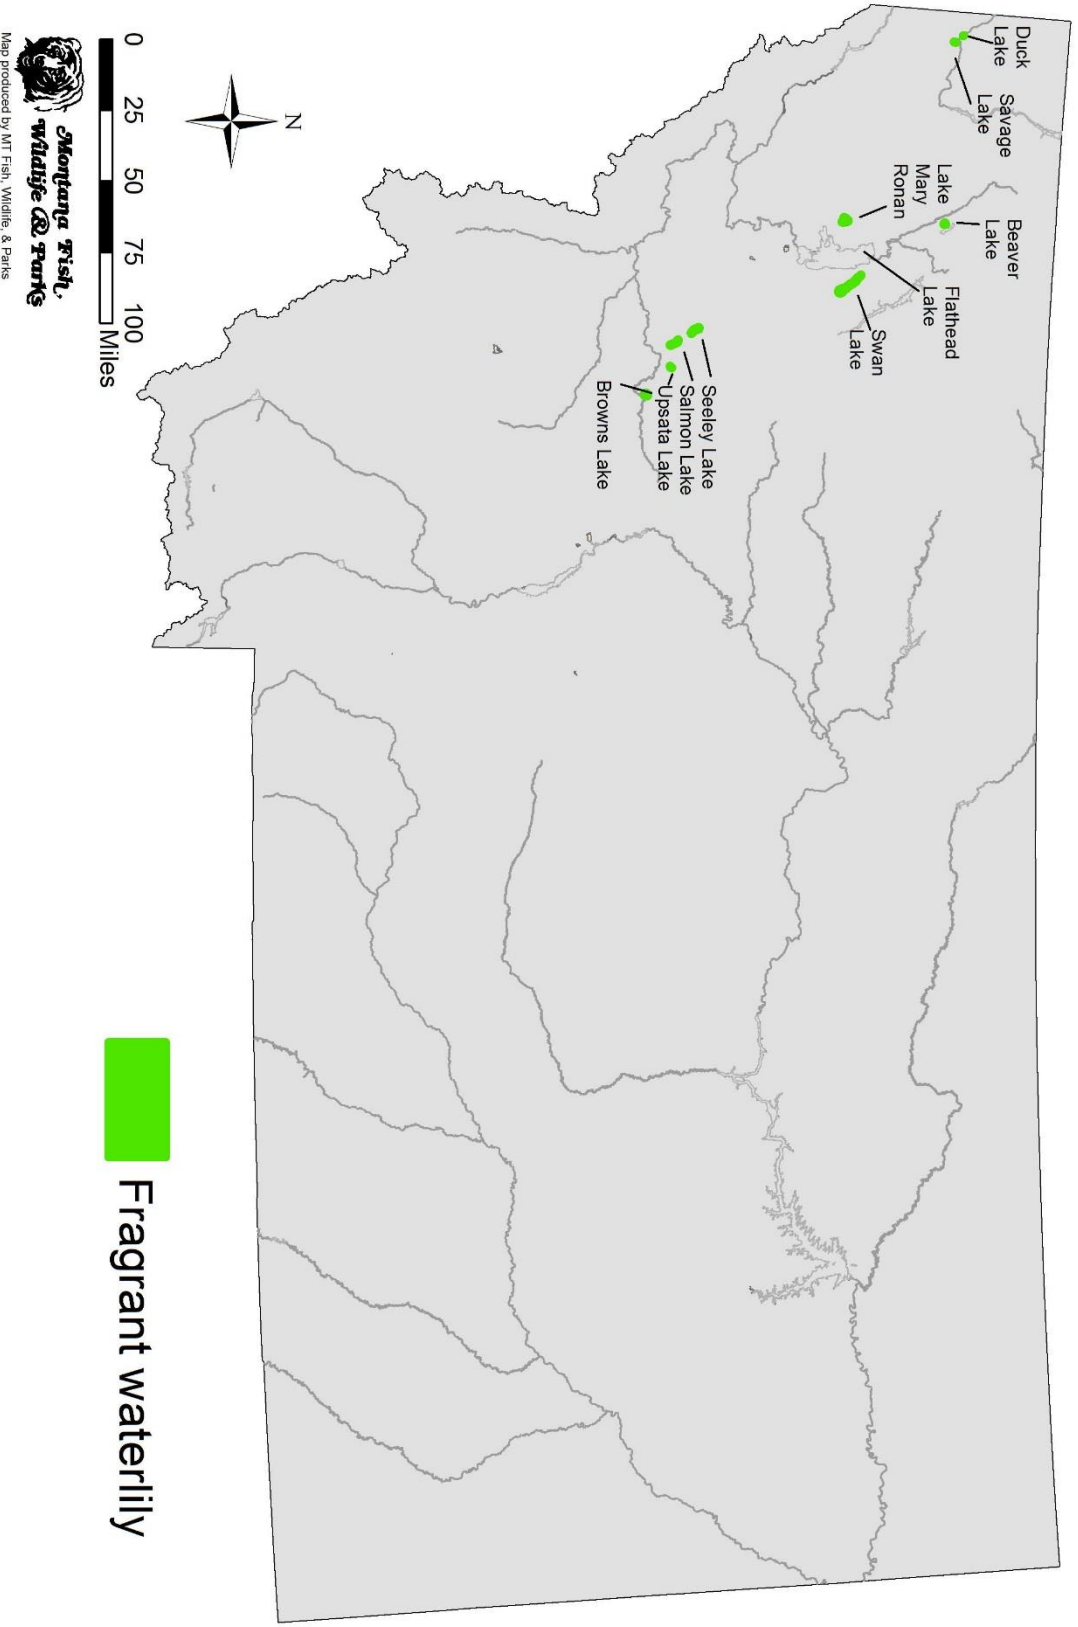 Duck
Lake
Savage
Lake
Beaver
Lake
Lake
Mary
Ronan
Flathead
Lake
Swan
Lake
Seeley Lake
Salmon Lake
Upsata Lake
Browns Lake
N
0 25 50 75 100
Miles
Montana Fish,
Wildlife & Parks
Map produced by MT Fish, Wildlife, & Parks
Fragrant waterlily